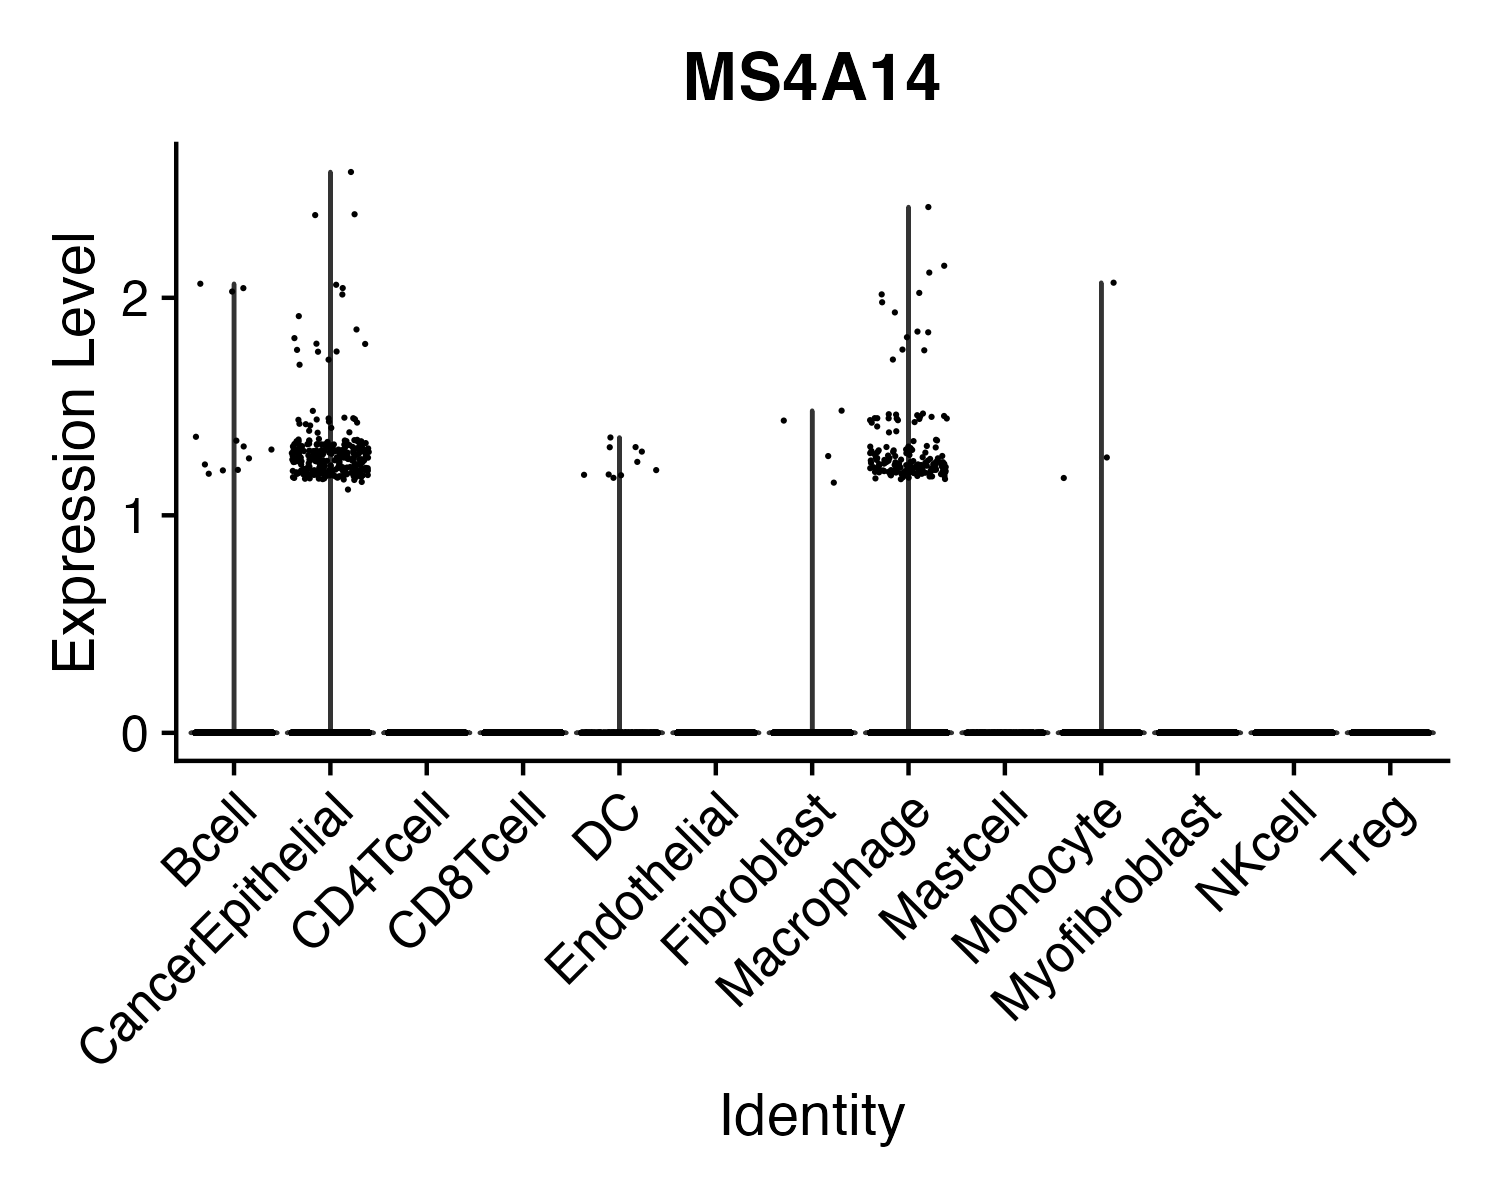 MS4A14
Expression Level
2
1
0
Bcell
CancerEpithelial
CD4Tcell
CD8Tcell
DC
Endothelial
Fibroblast
Macrophage
Mastcell
Monocyte
Myofibroblast
NKcell
Treg
Identity